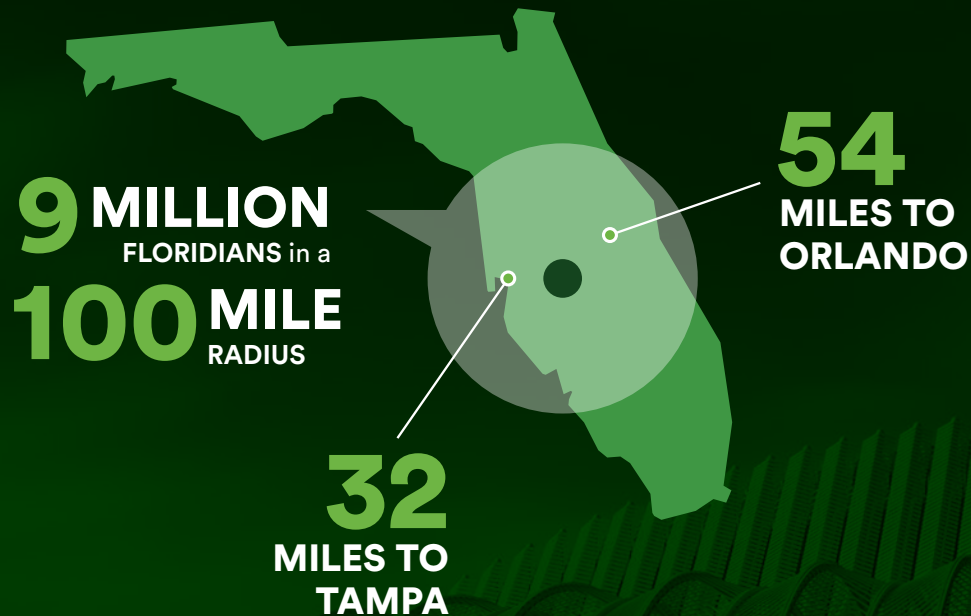 9 MILLION
FLORIDIANS in a
100 MILE
RADIUS
54
MILES TO
ORLANDO
32
MILES TO
TAMPA